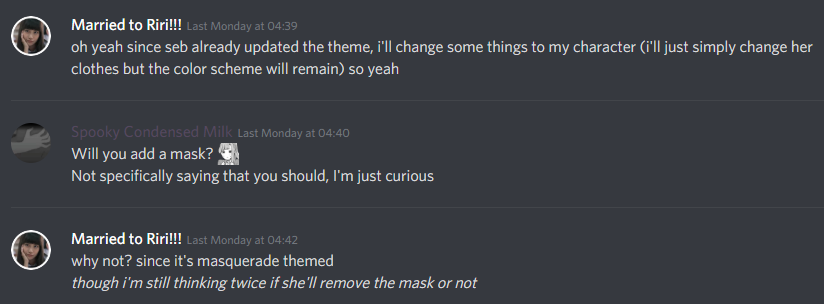 Married to Riri!!! Last Monday at 04:39
oh yeah since seb already updated the theme, i'll change some things to my character (i'll just simply change her
clothes but the color scheme will remain) so yeah
Spooky Condensed Milk Last Monday at 04:40
Will you add a mask?
Not specifically saying that you should, I'm just curious
Married to Riri!!! Last Monday at 04:42
why not? since it's masquerade themed
though i'm still thinking twice if she'll remove the mask or not